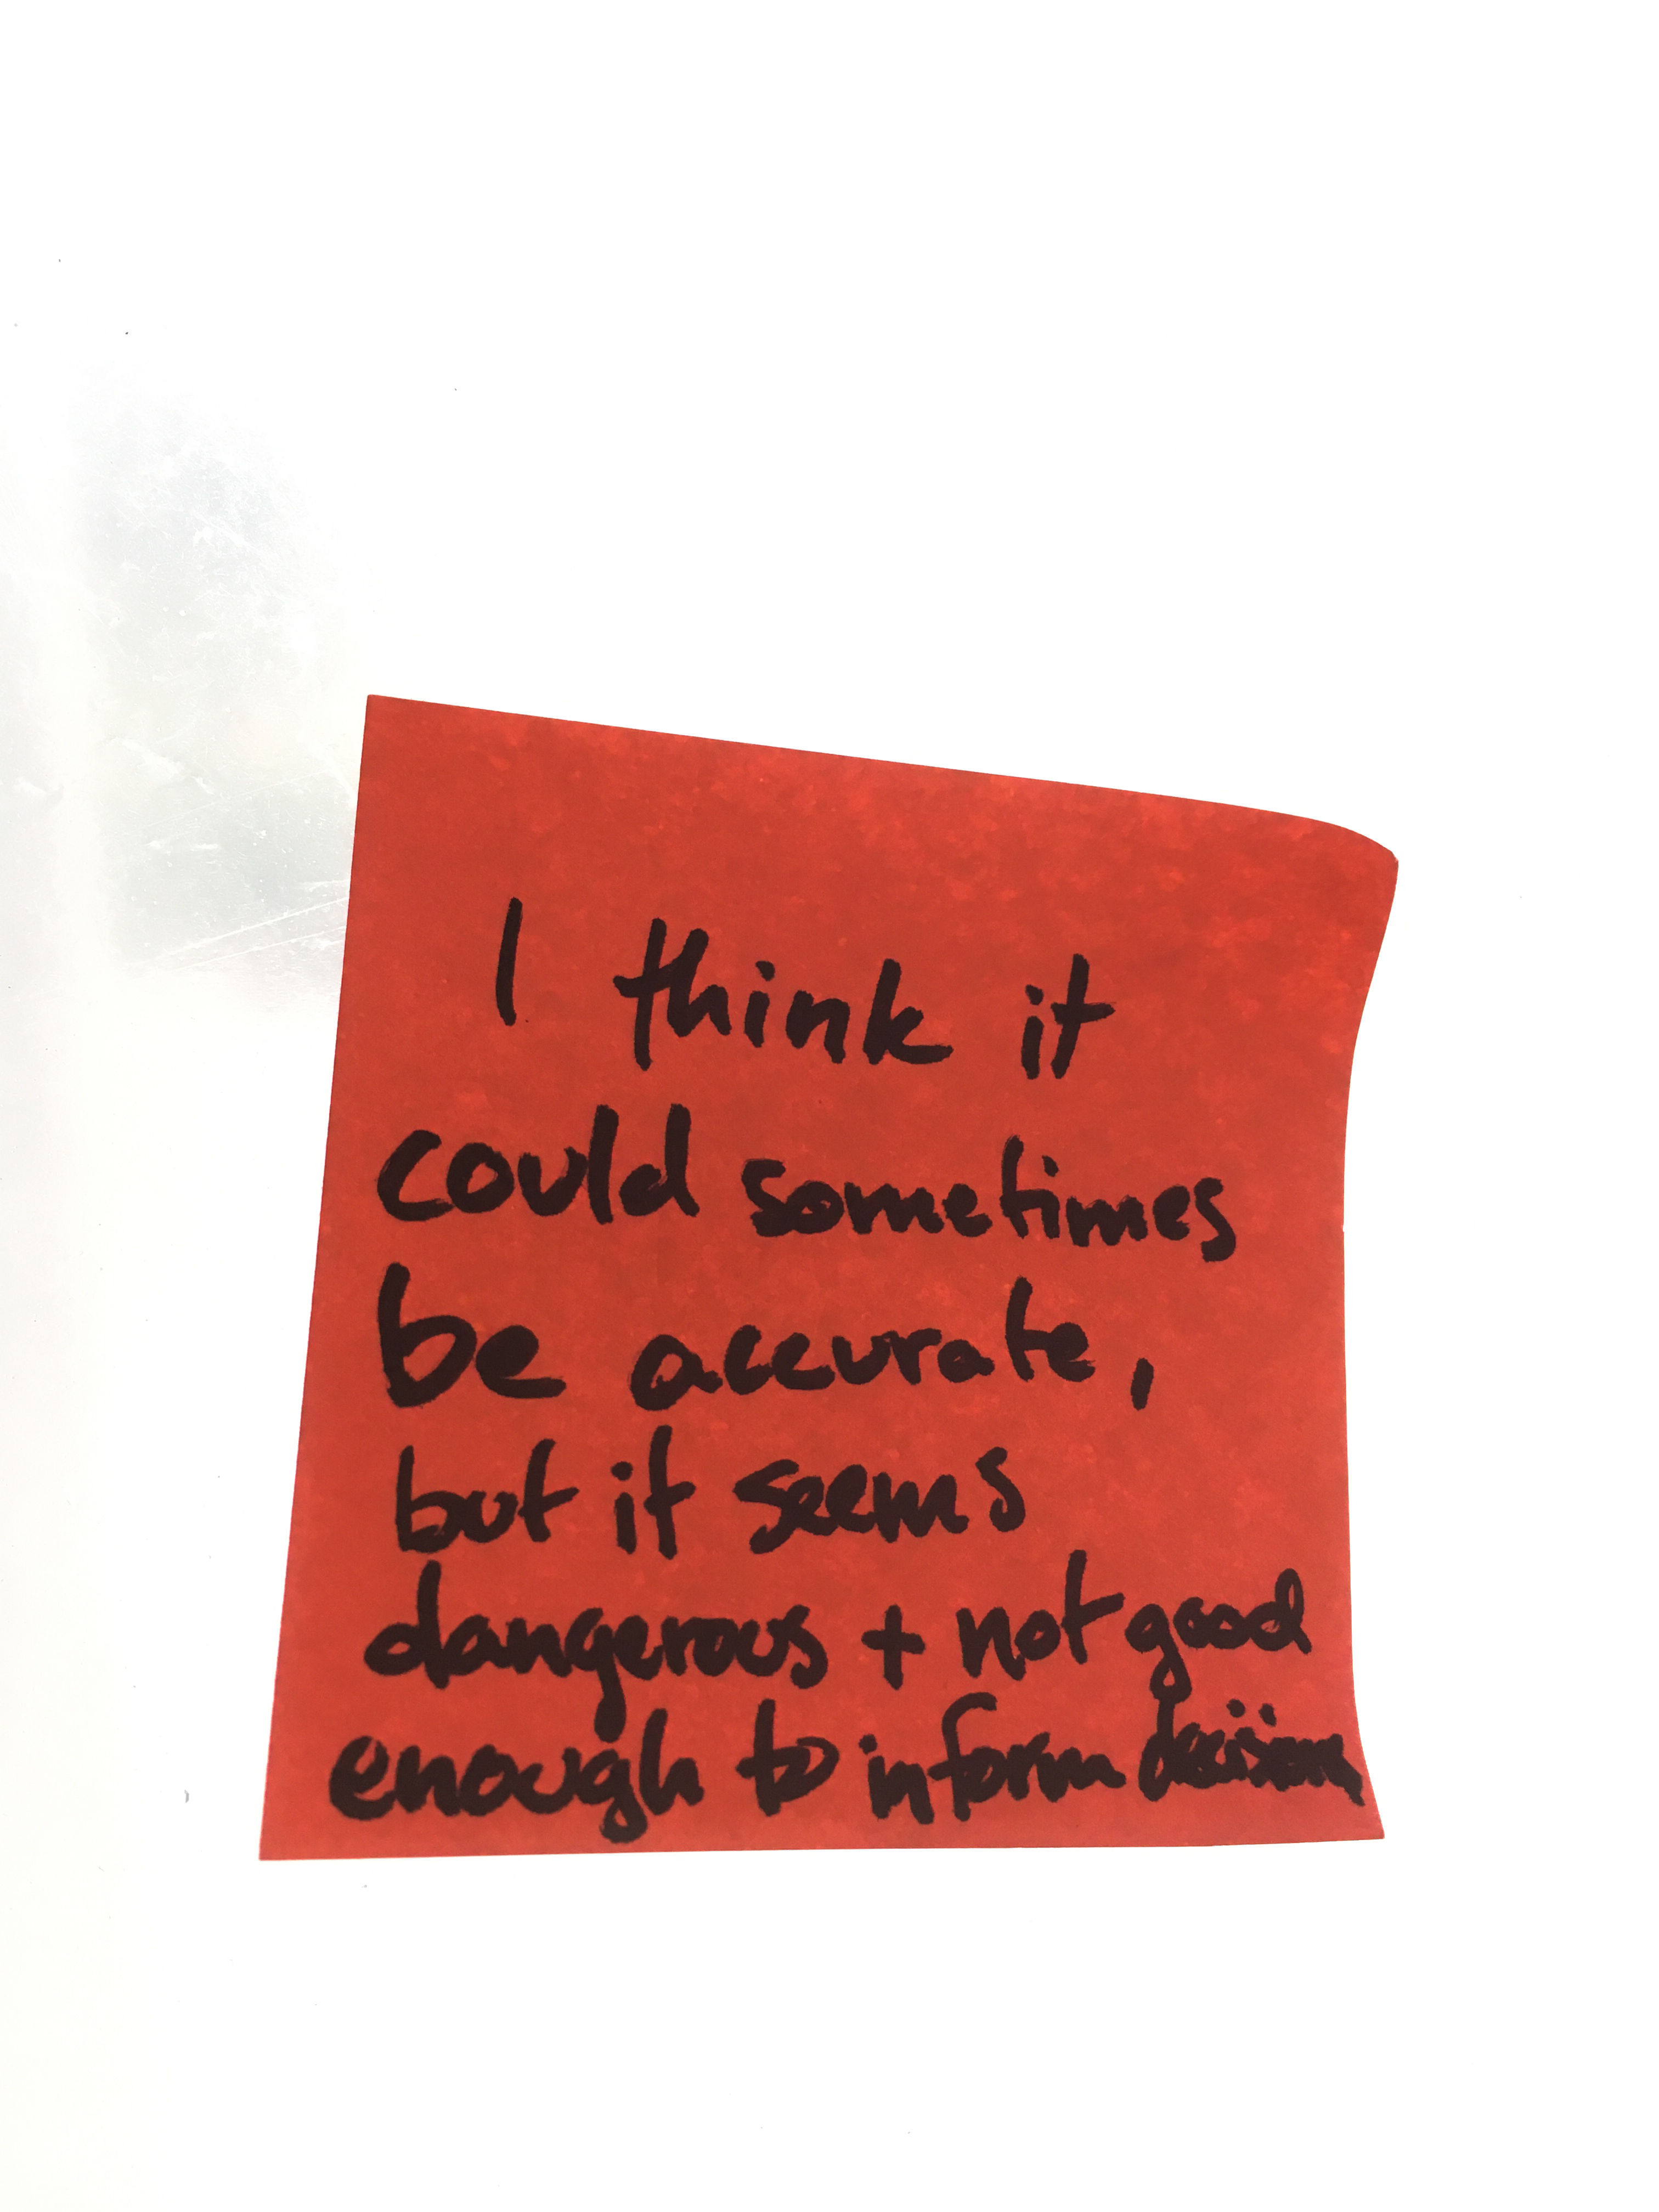 I think it
could sometimes
be accurate,
but it seems
dangerous + not good
enough to inform decisions